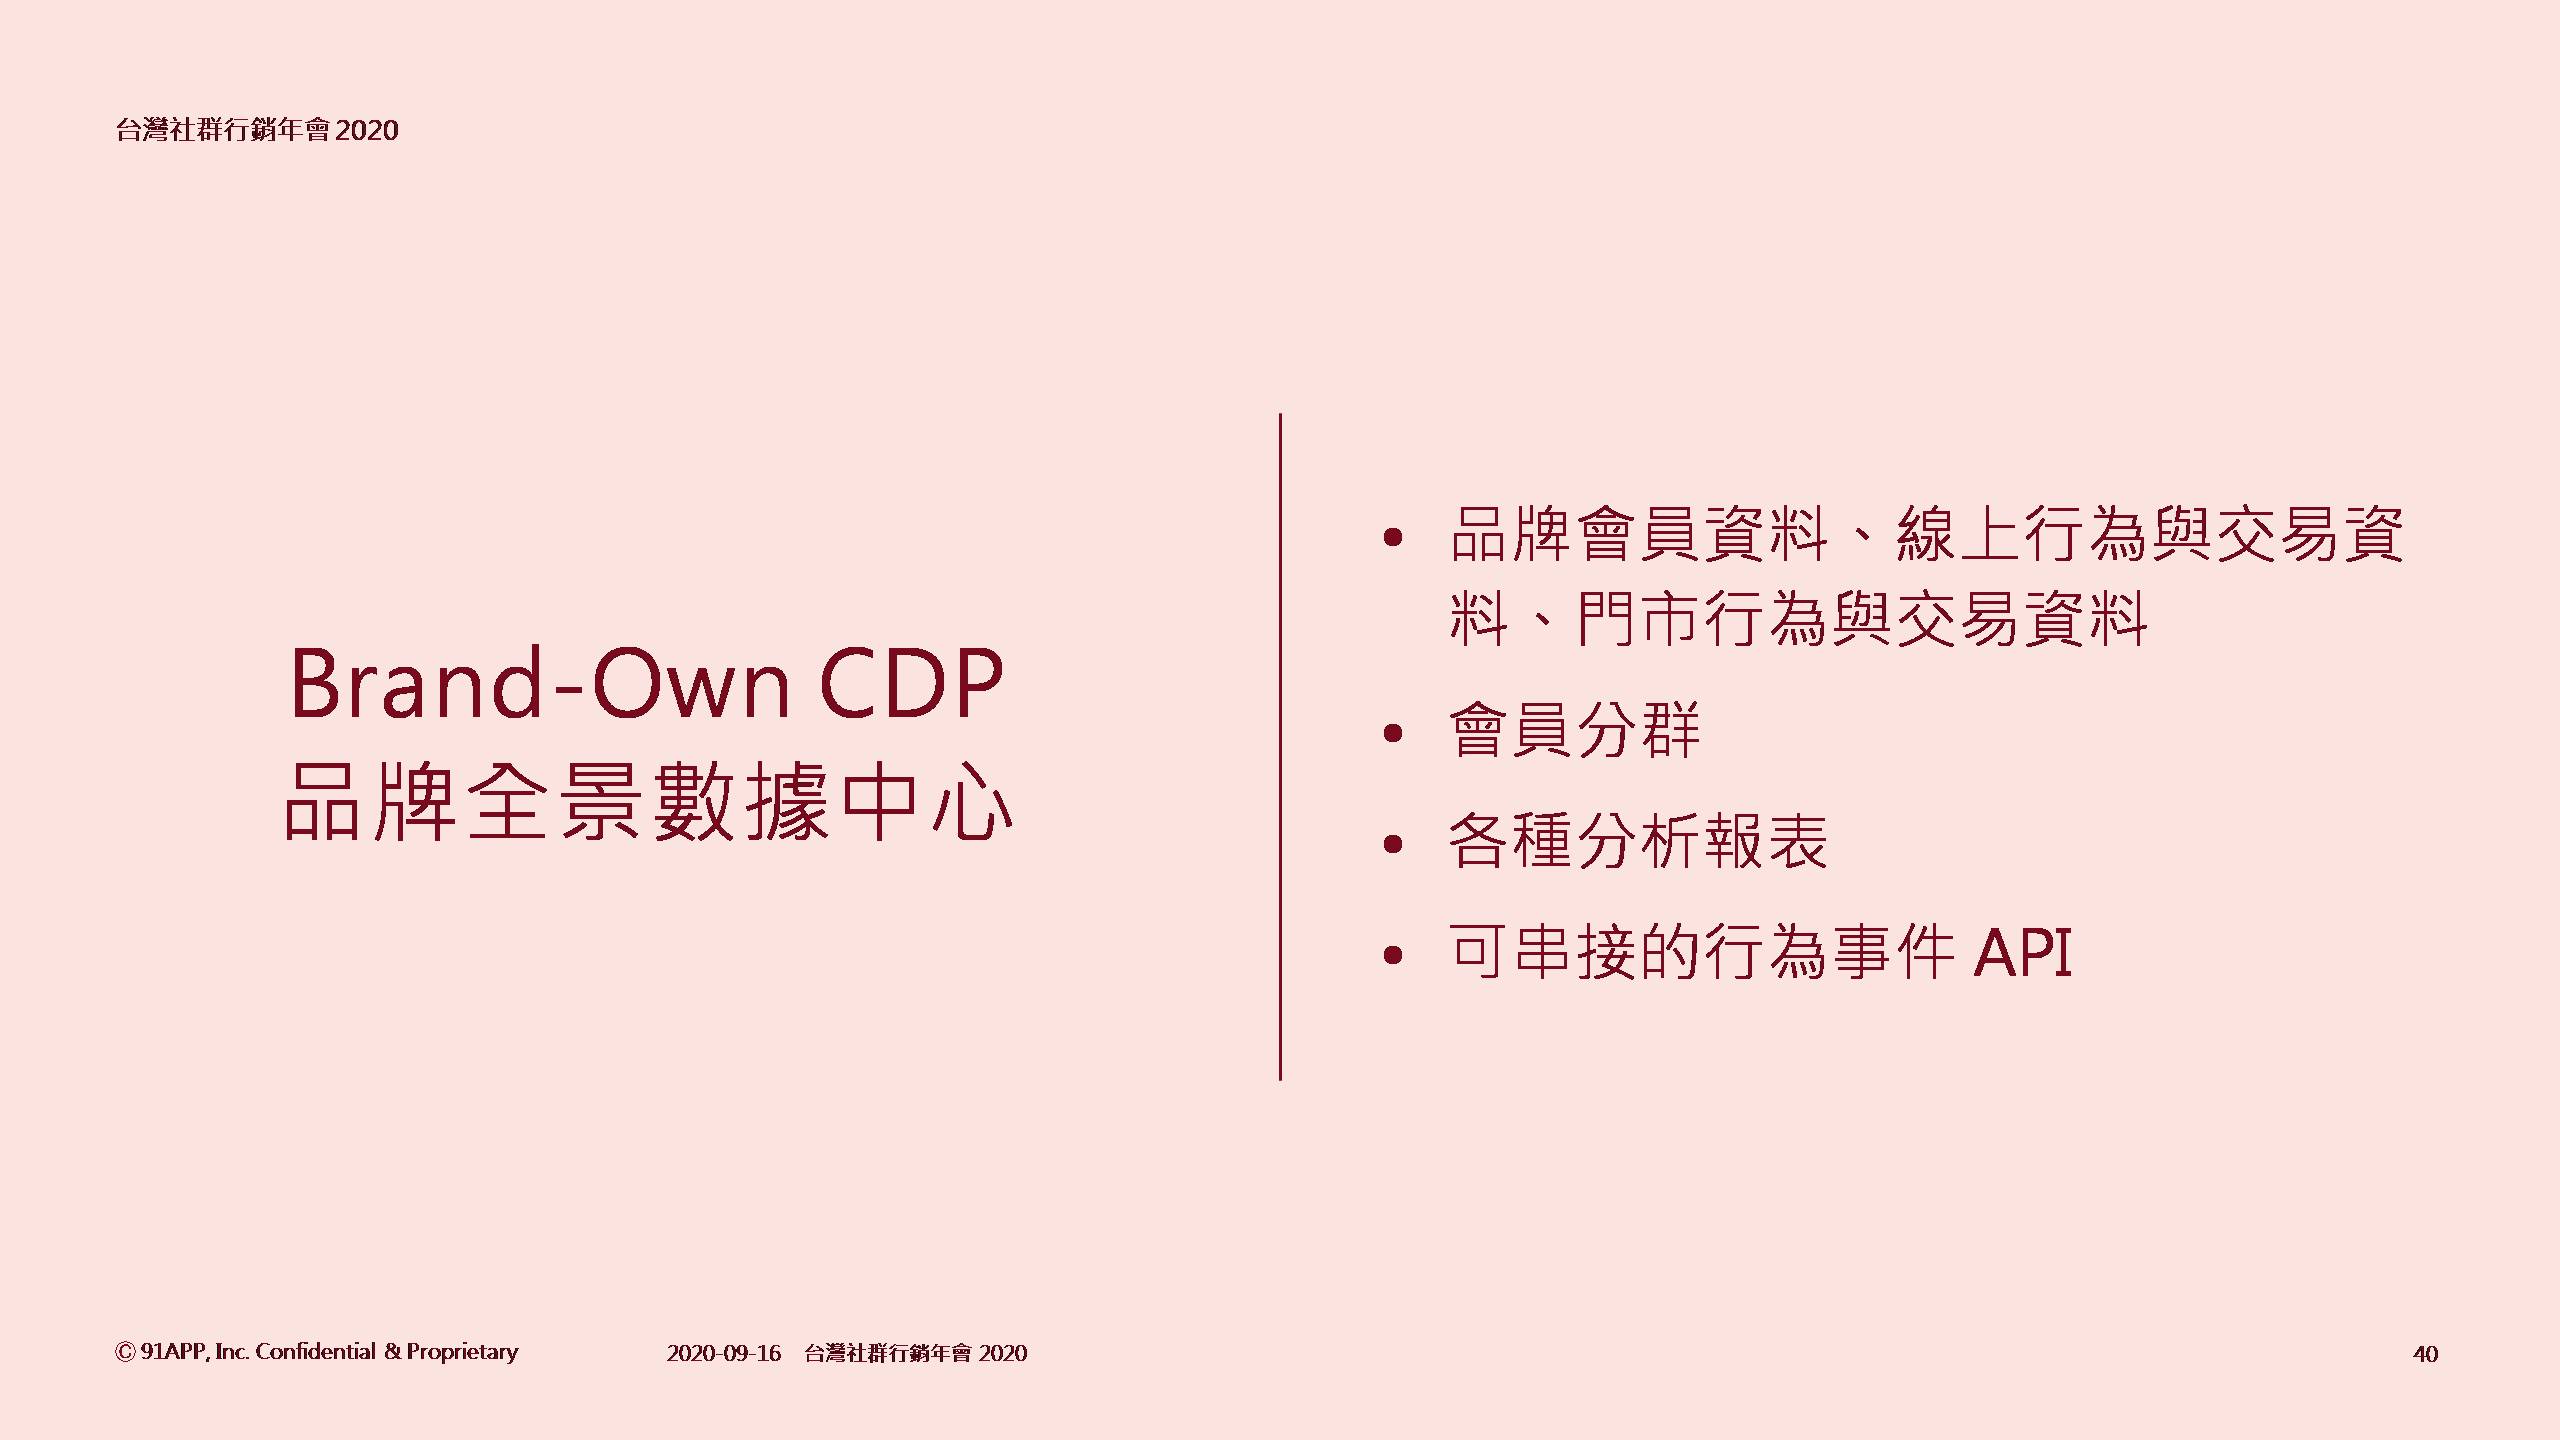 台灣社群行銷年會 2020
Brand-Own CDP
品牌全景數據中心
• 品牌會員資料、線上行為與交易資
料、門市行為與交易資料
• 會員分群
• 各種分析報表
• 可串接的行為事件 API
© 91APP, Inc. Confidential & Proprietary
2020-09-16 台灣社群行銷年會 2020
40